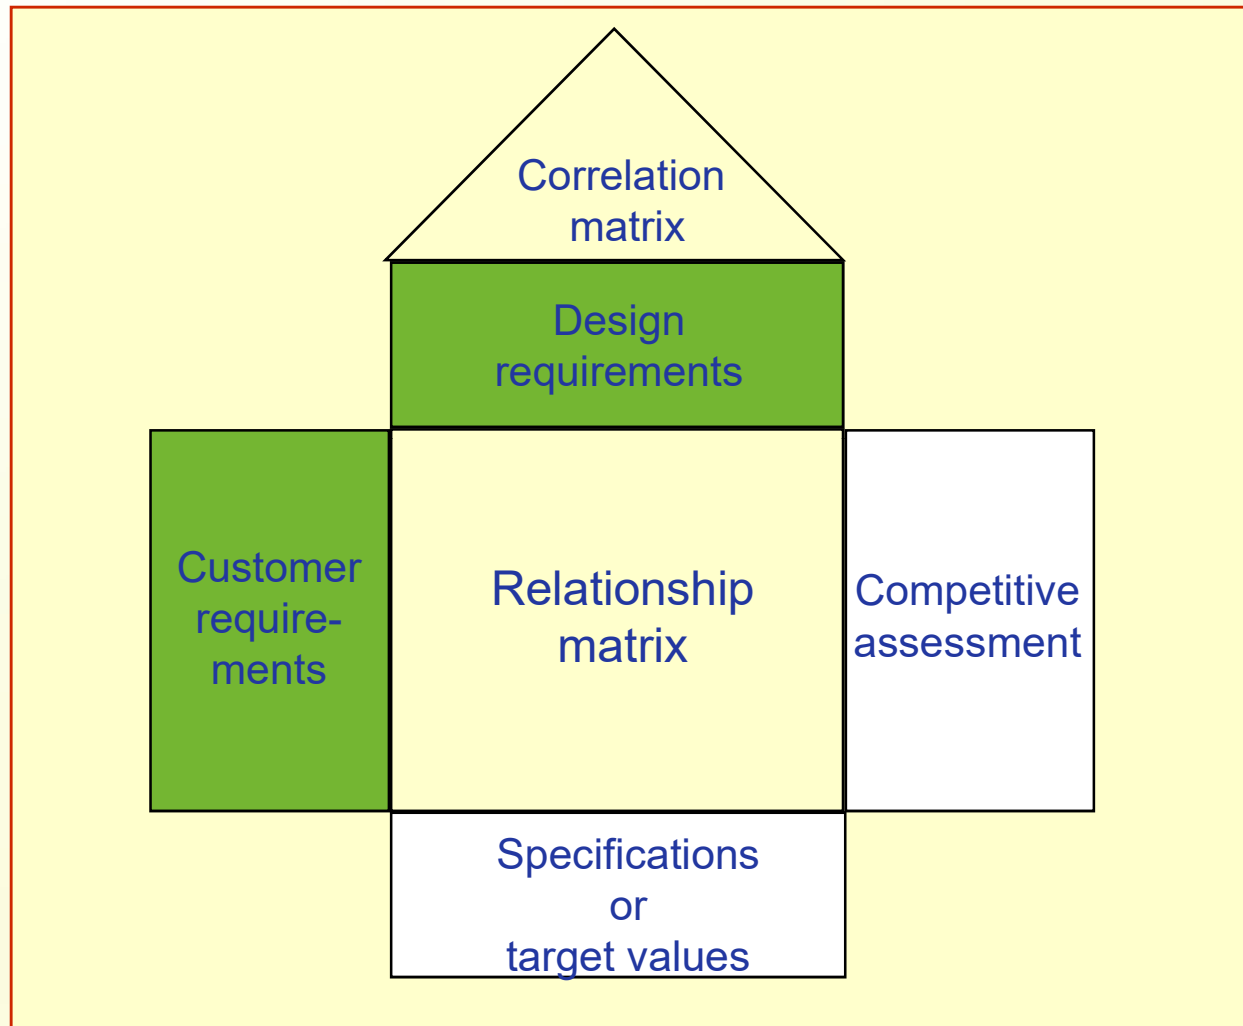 Correlation
matrix
Design
requirements
Customer
require-
ments
Relationship
matrix
Competitive
assessment
Specifications
or
target values